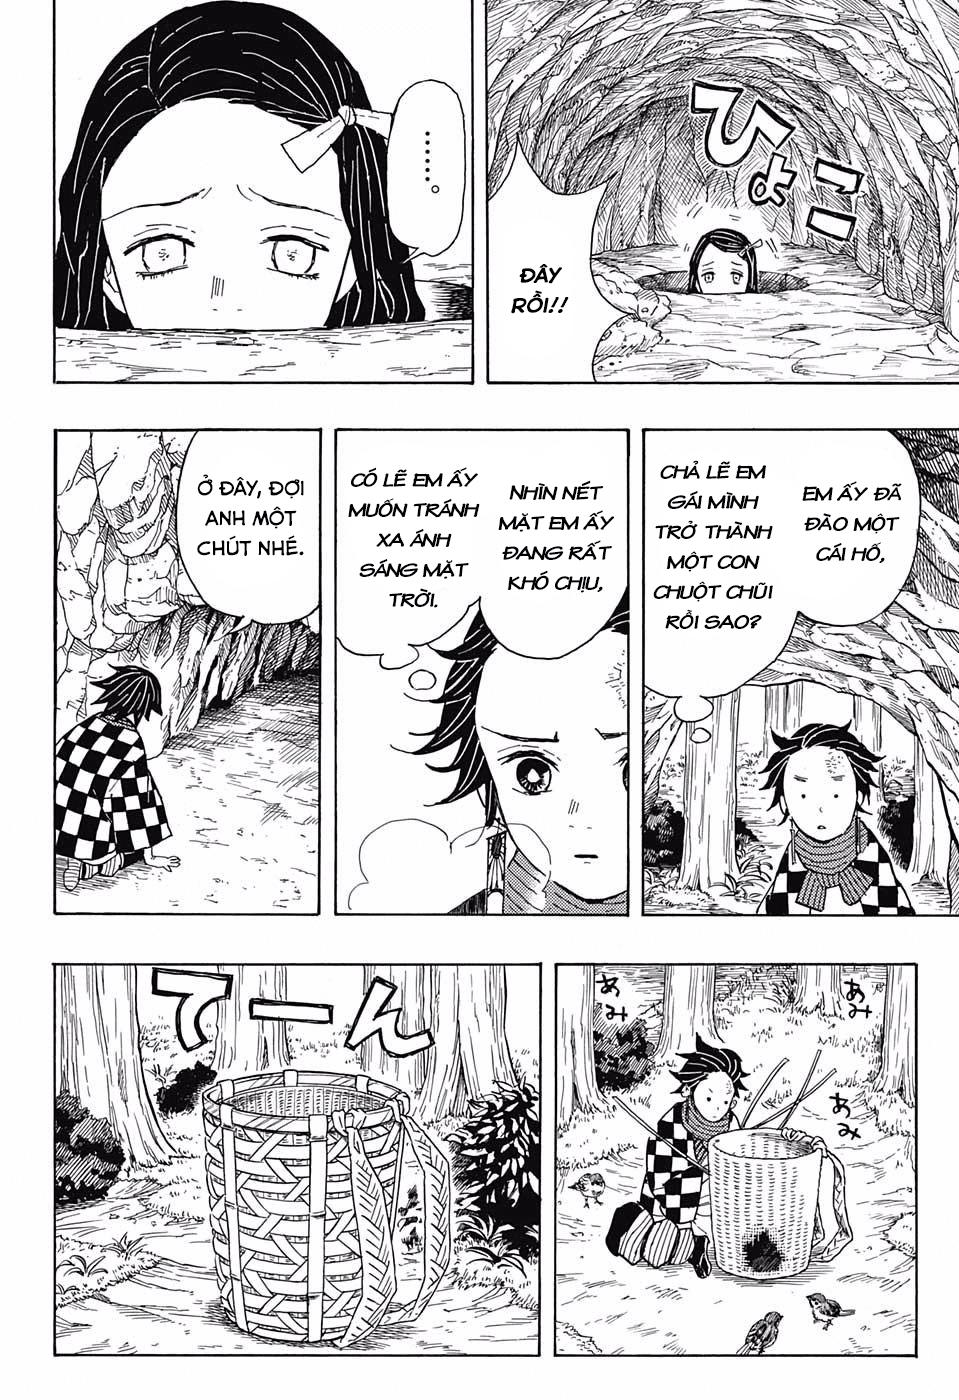 ひょこ
ĐÂY
RỒI!!
.......
EM ẤY ĐÃ
ĐÀO MỘT
CÁI HỐ,
CHẢ LẼ EM
GÁI MÌNH
TRỞ THÀNH
MỘT CON
CHUỘT CHŨI
RỒI SAO?
NHÌN NÉT
MẶT EM ẤY
ĐANG RẤT
KHÓ CHỊU,
CÓ LẼ EM ẤY
MUỐN TRÁNH
XA ÁNH
SÁNG MẶT
TRỜI.
Ở ĐÂY, ĐỢI
ANH MỘT
CHÚT NHÉ.
あみ
あみ
あみ
てーん